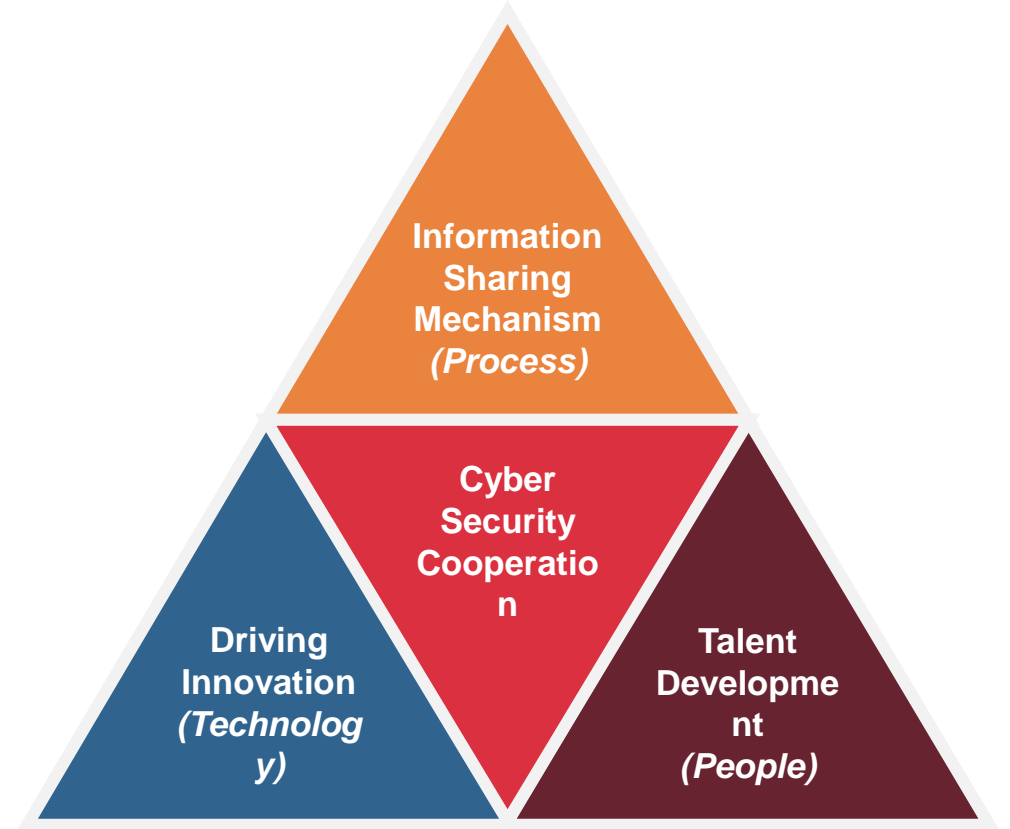 Information
Sharing
Mechanism
(Process)
Cyber
Security
Cooperatio
n
Driving
Innovation
(Technolog
y)
Talent
Developme
nt
(People)